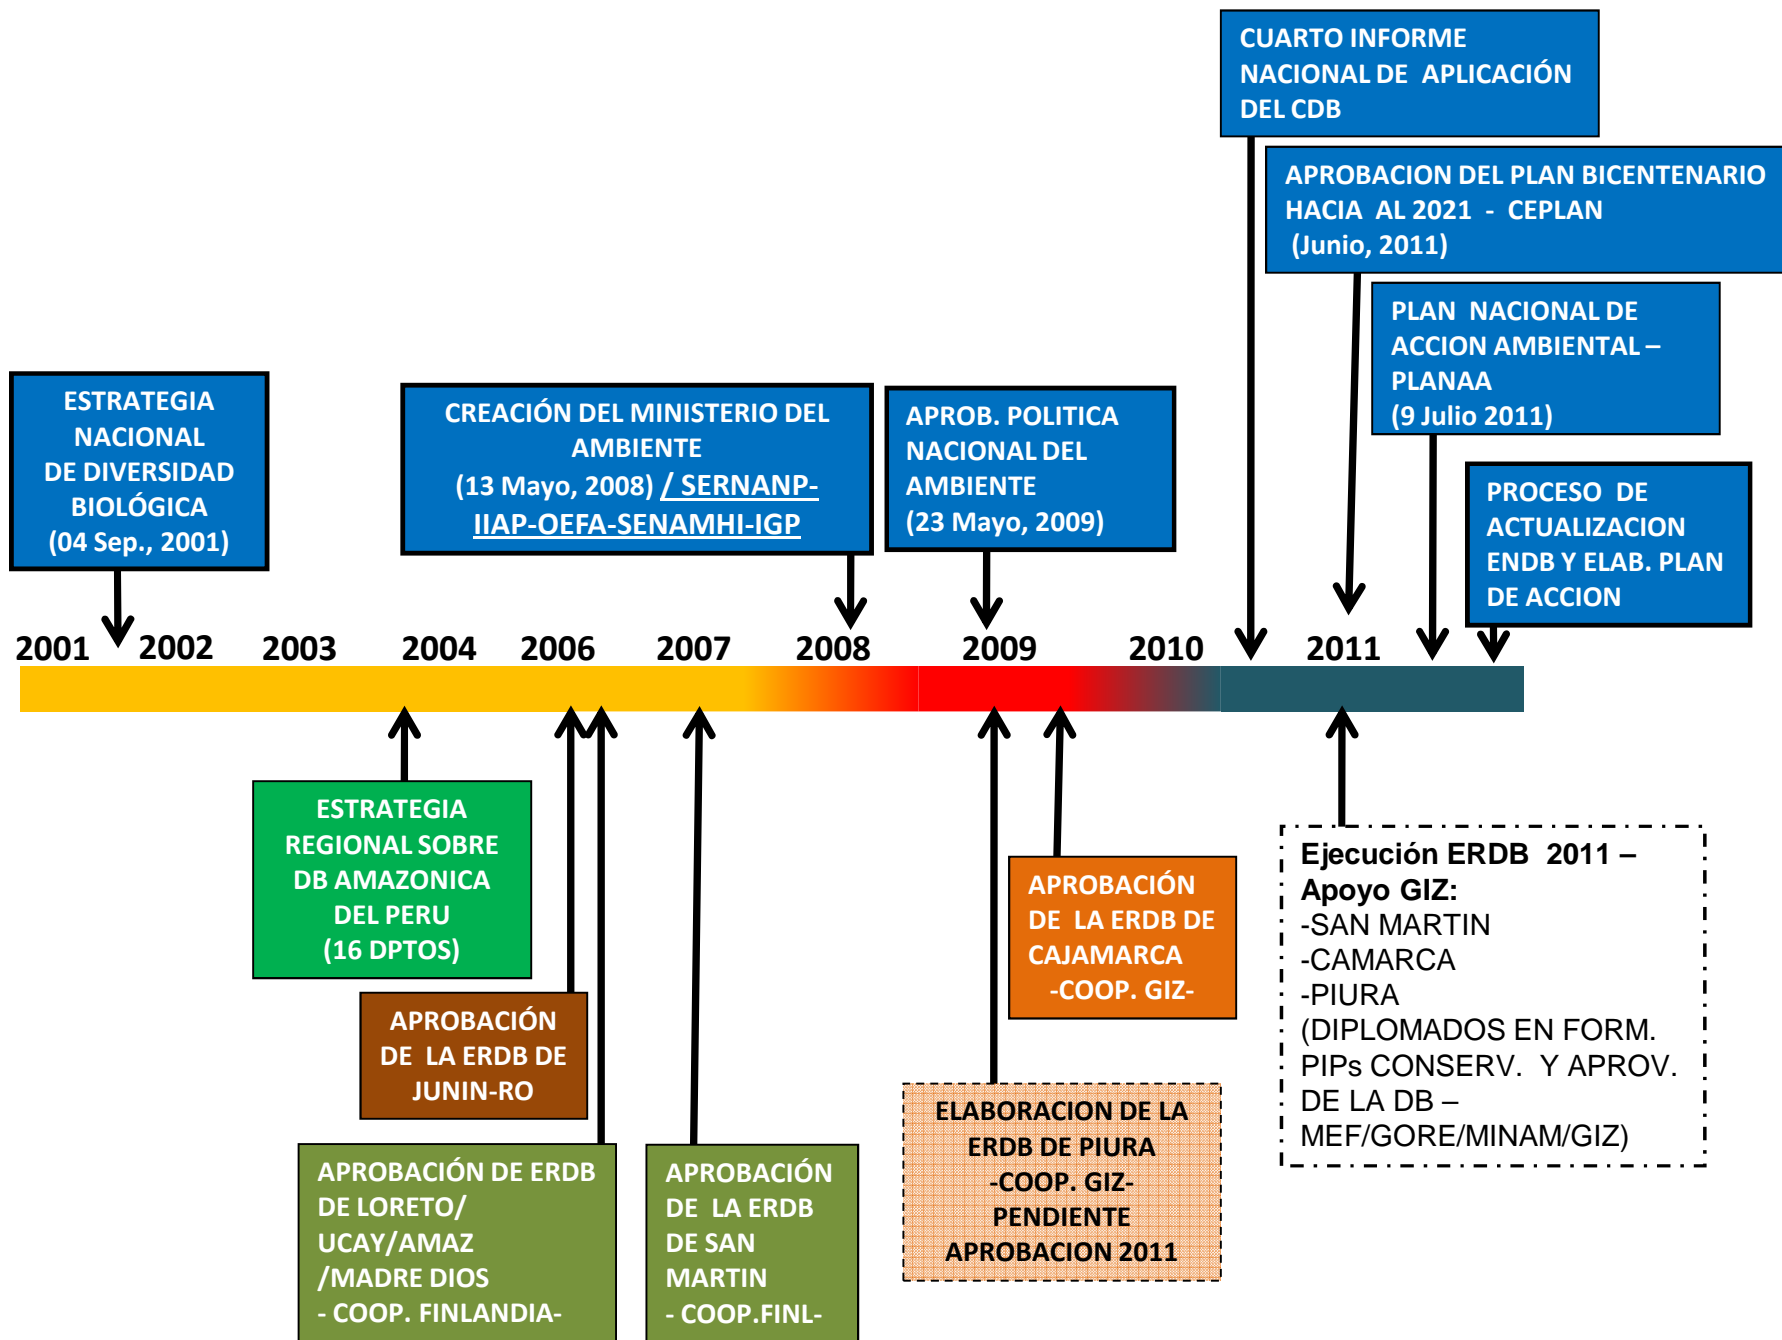 CUARTO INFORME
NACIONAL DE APLICACIÓN
DEL CDB
APROBACION DEL PLAN BICENTENARIO
HACIA AL 2021 - CEPLAN
(Junio, 2011)
PLAN NACIONAL DE
ACCION AMBIENTAL –
PLANAA
(9 Julio 2011)
ESTRATEGIA
NACIONAL
DE DIVERSIDAD
BIOLÓGICA
(04 Sep., 2001)
CREACIÓN DEL MINISTERIO DEL
AMBIENTE
(13 Mayo, 2008) / SERNANP-
IIAP-OEFA-SENAMHI-IGP
APROB. POLITICA
NACIONAL DEL
AMBIENTE
(23 Mayo, 2009)
PROCESO DE
ACTUALIZACION
ENDB Y ELAB. PLAN
DE ACCION
2001 2002 2003 2004 2006 2007 2008 2009 2010 2011
ESTRATEGIA
REGIONAL SOBRE
DB AMAZONICA
DEL PERU
(16 DPTOS)
APROBACIÓN
DE LA ERDB DE
JUNIN-RO
APROBACIÓN DE ERDB
DE LORETO/
UCAY/AMAZ
/MADRE DIOS
- COOP. FINLANDIA-
APROBACIÓN
DE LA ERDB
DE SAN
MARTIN
- COOP.FINL-
ELABORACION DE LA
ERDB DE PIURA
-COOP. GIZ-
PENDIENTE
APROBACION 2011
APROBACIÓN
DE LA ERDB DE
CAJAMARCA
-COOP. GIZ-
Ejecución ERDB 2011 –
Apoyo GIZ:
-SAN MARTIN
-CAMARCA
-PIURA
(DIPLOMADOS EN FORM.
PIPs CONSERV. Y APROV.
DE LA DB –
MEF/GORE/MINAM/GIZ)